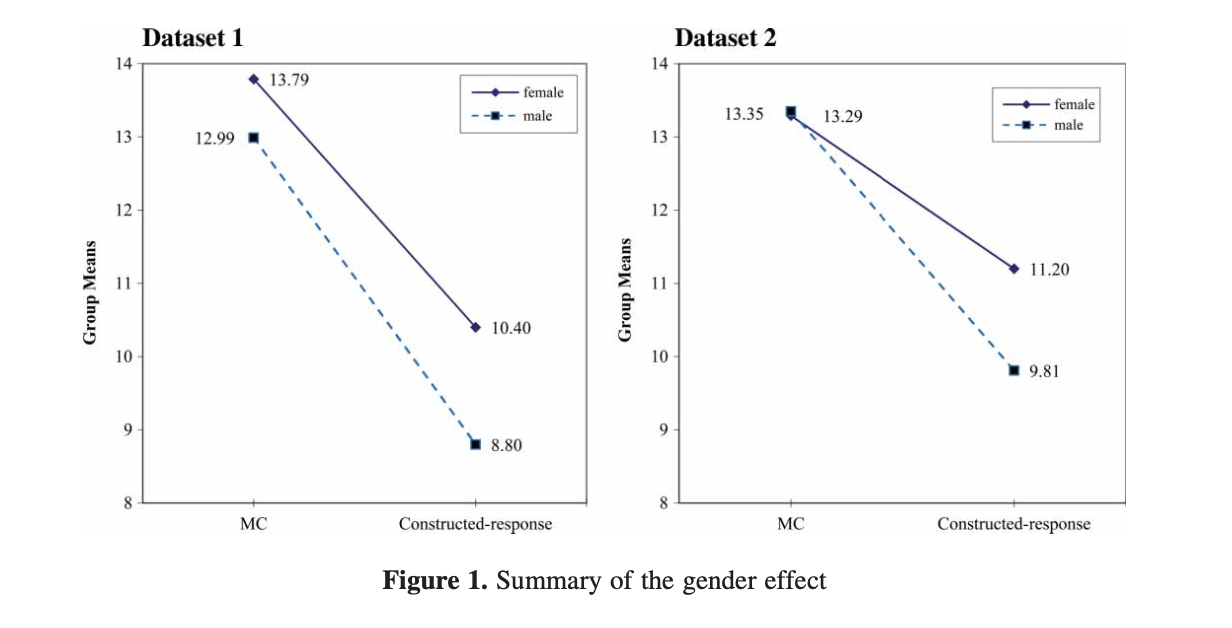 Dataset 1
14
13
12
11
10
9
8
Group Means
13.79
12.99
10.40
8.80
female
male
MC
Constructed-response
Dataset 2
14
13
12
11
10
9
8
Group Means
13.35
13.29
11.20
9.81
female
male
MC
Constructed-response
Figure 1. Summary of the gender effect